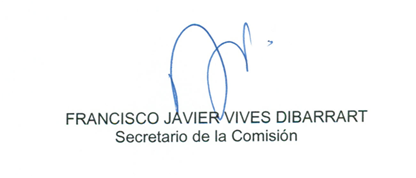 FRANCISCO JAVIER VIVES DIBARRART
Secretario de la Comisión